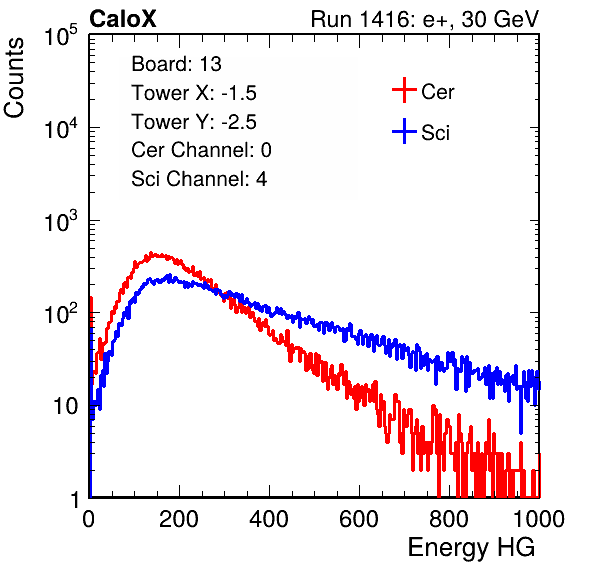 CaloX Run 1416: e+, 30 GeV
Counts
Board: 13
Tower X: -1.5
Tower Y: -2.5
Cer Channel: 0
Sci Channel: 4
Cer
Sci
10^5
10^4
10^3
10^2
10
1
0 200 400 600 800 1000
Energy HG